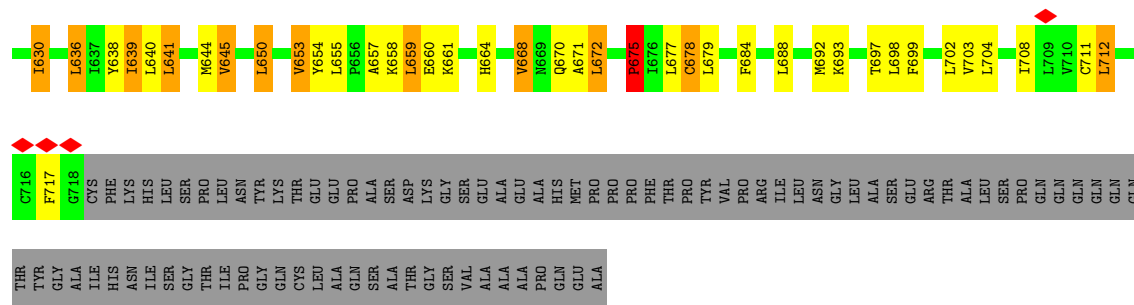 I630 L636 I637 Y638 I639 L640 L641 M644 V645 L650 V653 Y654 L655 P656 A657 K658 L659 E660 K661 H664 V668 N669 Q670 A671 L672 P675 I676 L677 C678 L679 F684 L688 M692 K693 T697 L698 F699 L702 V703 L704 I708 L709 V710 C711 L712
C716 F717 G718 CYS PHE LYS HIS LEU SER PRO LEU ASN TYR LYS THR GLU GLU PRO ALA SER ASP LYS GLY SER GLU ALA GLU ALA HIS MET PRO PRO PRO PHE THR PRO TYR VAL PRO ARG ILE LEU ASN GLY LEU ALA SER GLU ARG THR ALA LEU SER PRO GLN GLN GLN GLN GLN GLN
THR TYR GLY ALA ILE HIS ASN ILE SER GLY THR ILE PRO GLY GLN CYS LEU ALA GLN SER ALA THR GLY SER VAL ALA ALA ALA PRO GLN GLU ALA